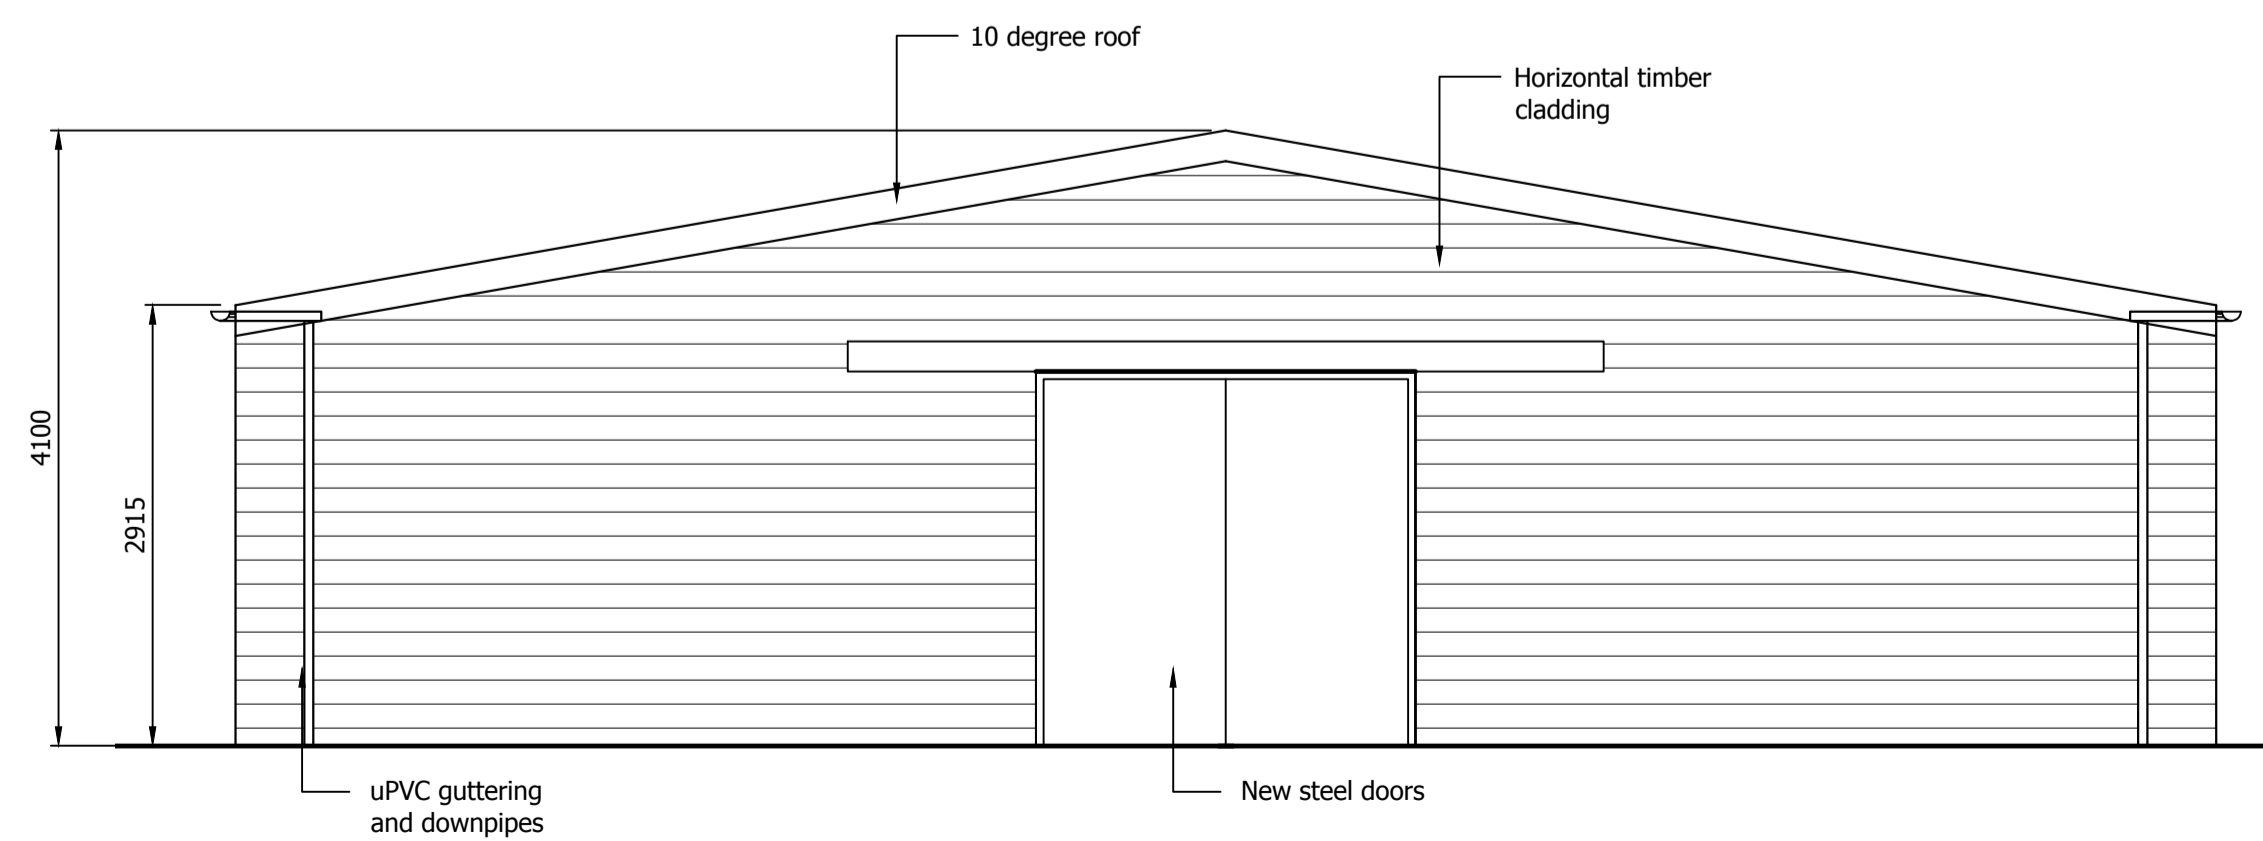 10 degree roof
Horizontal timber
cladding
4100
2915
uPVC guttering
and downpipes
New steel doors